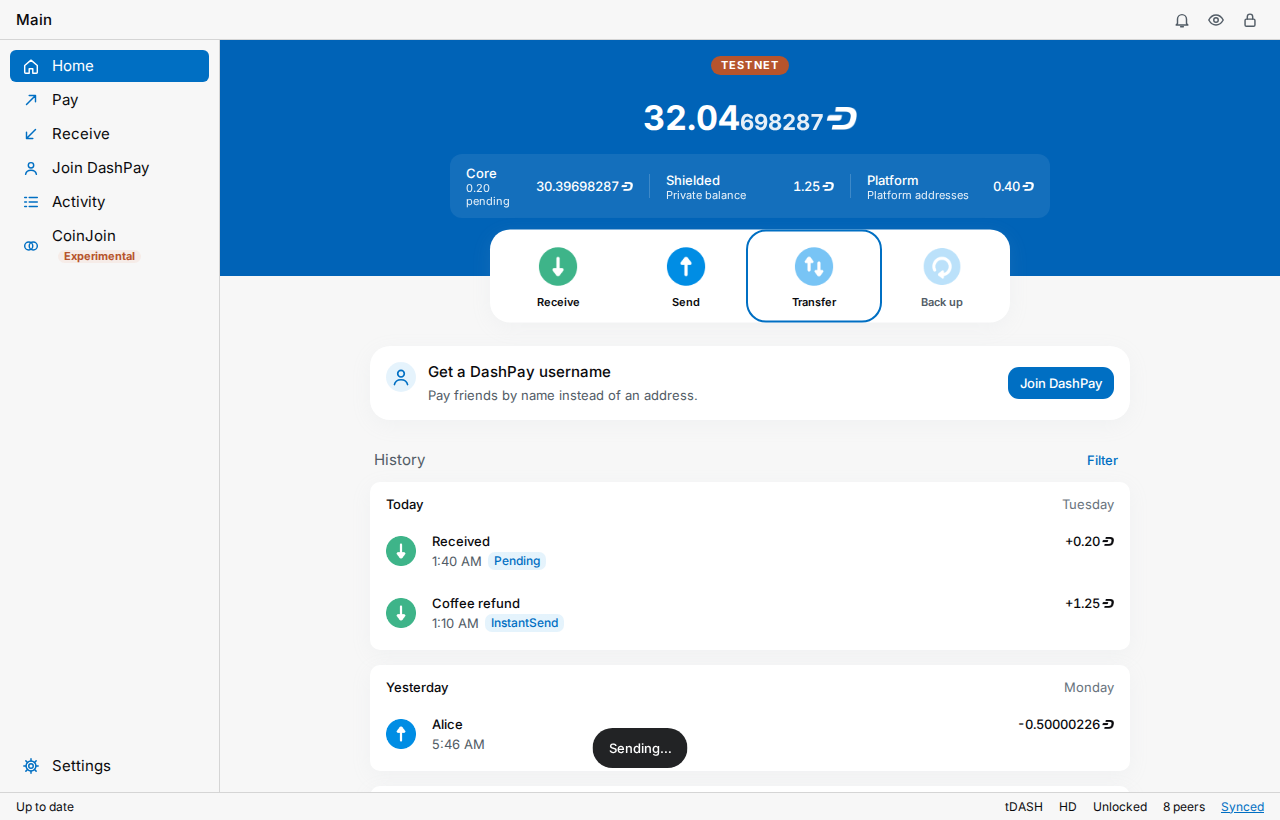 Main
Home
Pay
Receive
Join DashPay
Activity
CoinJoin
Experimental
Settings
TESTNET
32.04698287
Core
0.20 pending
30.39698287
Shielded
Private balance
1.25
Platform
Platform addresses
0.40
Receive
Send
Transfer
Back up
Get a DashPay username
Pay friends by name instead of an address.
Join DashPay
History
Filter
Today
Tuesday
Received
+0.20
1:40 AM Pending
Coffee refund
+1.25
1:10 AM InstantSend
Yesterday
Monday
Alice
-0.50000226
5:46 AM
Sending...
Up to date
tDASH
HD
Unlocked
8 peers
Synced